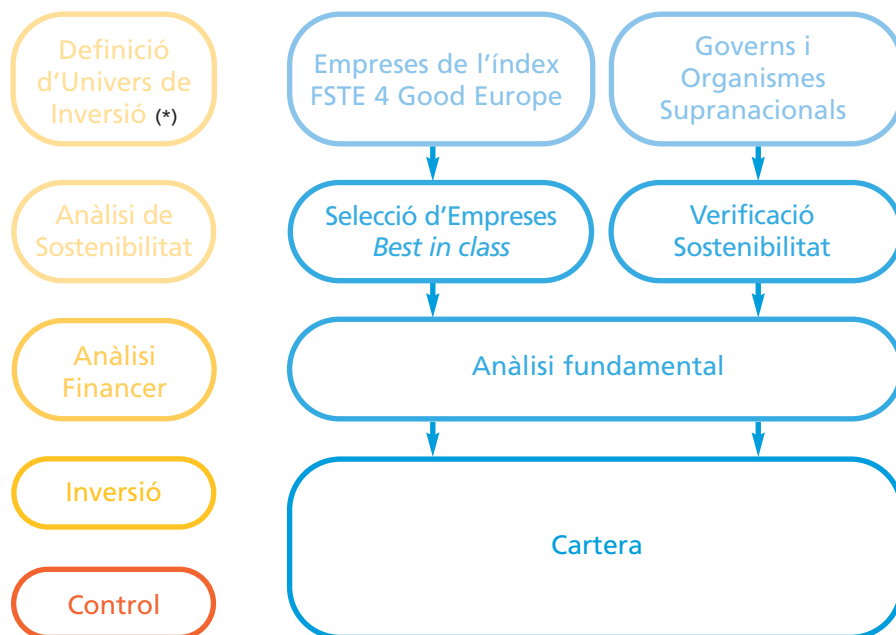 Definició
d'Univers de
Inversió (*)
Empreses de l'índex
FSTE 4 Good Europe
Governs i
Organismes
Supranacionals
Anàlisi de
Sostenibilitat
Selecció d'Empreses
Best in class
Verificació
Sostenibilitat
Anàlisi
Financer
Anàlisi fundamental
Inversió
Cartera
Control